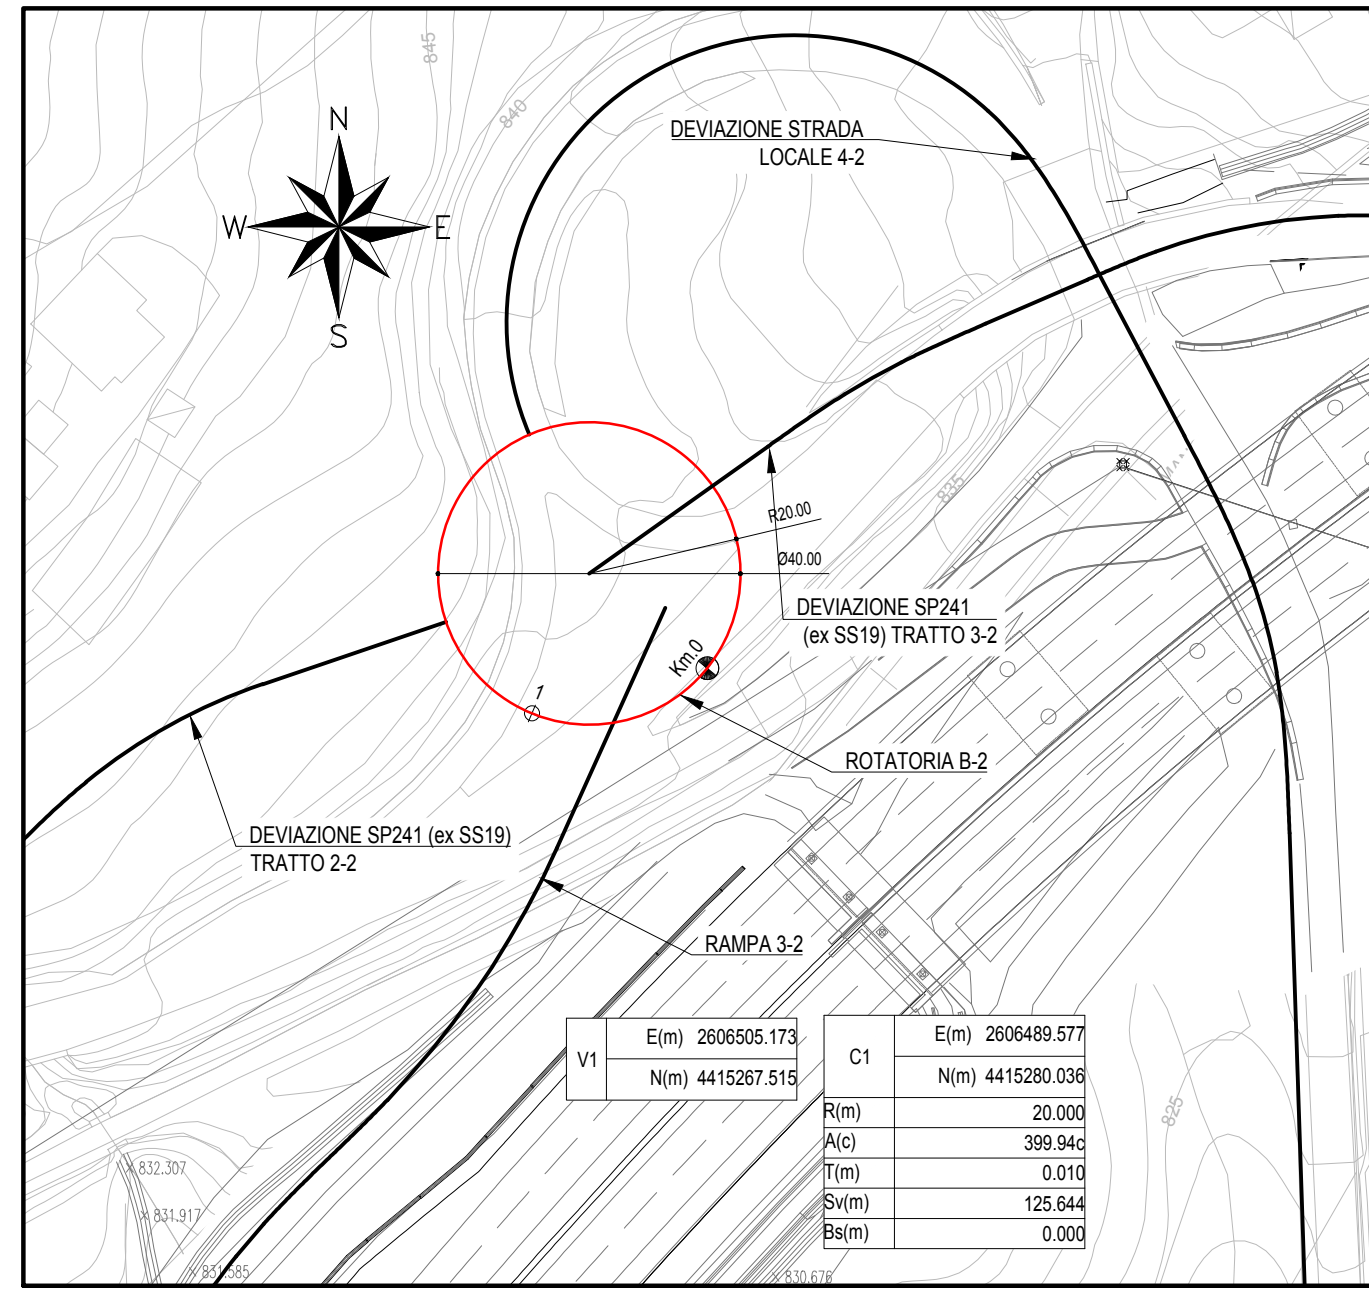 845
840
DEVIAZIONE STRADA
LOCALE 4-2
N
W E
S
835
R20.00
Ø40.00
DEVIAZIONE SP241
(ex SS19) TRATTO 3-2
Km.0
1
ROTATORIA B-2
DEVIAZIONE SP241 (ex SS19)
TRATTO 2-2
RAMPA 3-2
V1
E(m) 2606505.173
N(m) 4415267.515
C1
E(m) 2606489.577
N(m) 4415280.036
R(m) 20.000
A(c) 399.94c
T(m) 0.010
Sv(m) 125.644
Bs(m) 0.000
825
832.307
831.917
831.585
830.676